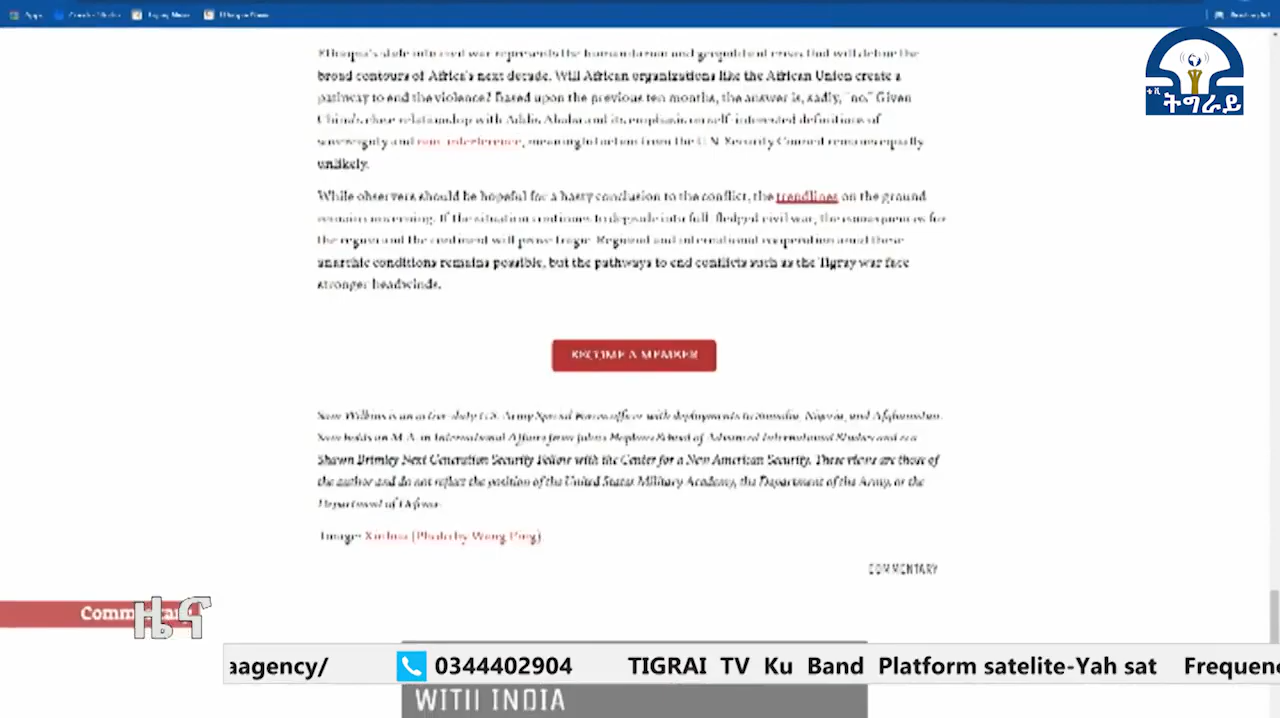 Apps
Ethiopia's slide into civil war represents the humanitarian and geopolitical crisis that will define the
broad contours of Africa's next decade. Will African organizations like the African Union create a
pathway to end the violence? Based upon the previous ten months, the answer is, sadly, "no." Given
China's close relationship with Addis Ababa and its emphasis on self-interested definitions of
sovereignty and non-interference, meaningful action from the U.N. Security Council remains equally
unlikely.
While observers should be hopeful for a hasty conclusion to the conflict, the trendlines on the ground
remain concerning. If the situation continues to degrade into full-fledged civil war, the consequences for
the region and the continent will prove tragic. Regional and international cooperation amid these
anarchic conditions remains possible, but the pathways to end conflicts such as the Tigray war face
stronger headwinds.
BECOME A MEMBER
Sam Wilkins is an active-duty U.S. Army Special Forces officer with deployments to Somalia, Nigeria, and Afghanistan.
Sam holds an M.A. in International Affairs from Johns Hopkins School of Advanced International Studies and is a
Shawn Brimley Next Generation Security Fellow with the Center for a New American Security. These views are those of
the author and do not reflect the position of the United States Military Academy, the Department of the Army, or the
Department of Defense.
Image: Xinhua (Photo by Wang Ping)
COMMENTARY
ትግራይ
ዜና
aagency/ 0344402904 TIGRAI TV Ku Band Platform satelite-Yah sat Frequen
WITH INDIA